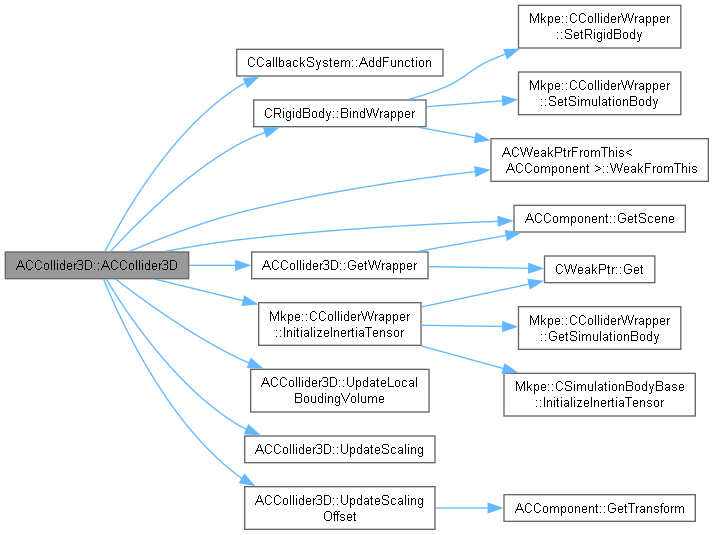 ACCollider3D::ACCollider3D
CCallbackSystem::AddFunction
CRigidBody::BindWrapper
ACCollider3D::GetWrapper
Mkpe::CColliderWrapper
::InitializeInertiaTensor
ACCollider3D::UpdateLocal
BoudingVolume
ACCollider3D::UpdateScaling
ACCollider3D::UpdateScaling
Offset
Mkpe::CColliderWrapper
::SetRigidBody
Mkpe::CColliderWrapper
::SetSimulationBody
ACWeakPtrFromThis<
ACComponent >::WeakFromThis
ACComponent::GetScene
CWeakPtr::Get
Mkpe::CColliderWrapper
::GetSimulationBody
Mkpe::CSimulationBodyBase
::InitializeInertiaTensor
ACComponent::GetTransform